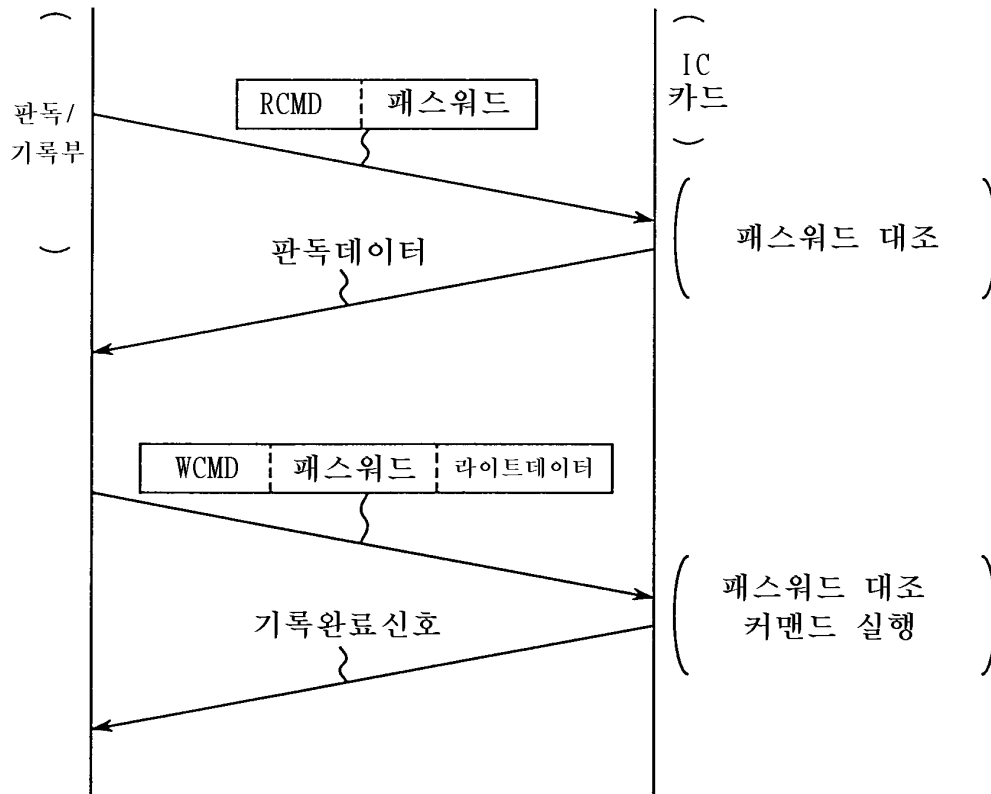 판독/
기록부
IC
카드
RCMD 패스워드
패스워드 대조
판독데이터
WCMD 패스워드 라이트데이터
패스워드 대조
커맨드 실행
기록완료신호